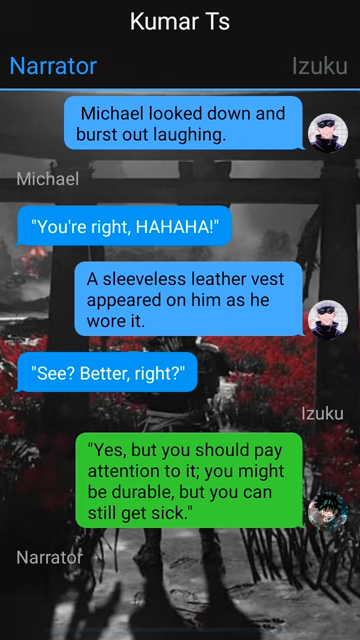 Kumar Ts
Narrator
Izuku
Michael looked down and
burst out laughing.
Michael
"You're right, HAHAHA!"
A sleeveless leather vest
appeared on him as he
wore it.
"See? Better, right?"
Izuku
"Yes, but you should pay
attention to it; you might
be durable, but you can
still get sick."
Narrator